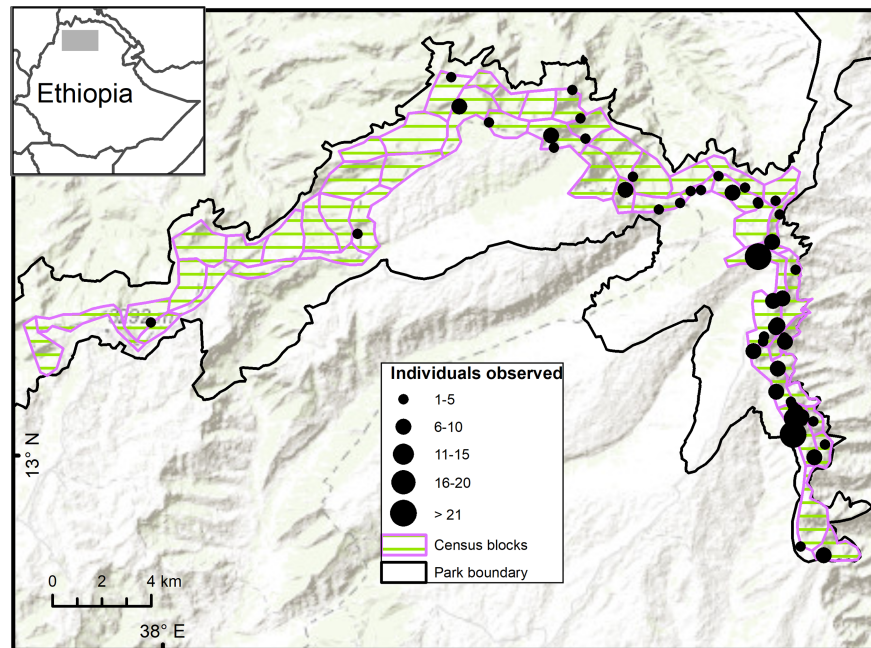 Ethiopia
Individuals observed
1-5
6-10
11-15
16-20
> 21
Census blocks
Park boundary
13° N
0 2 4 km
38° E